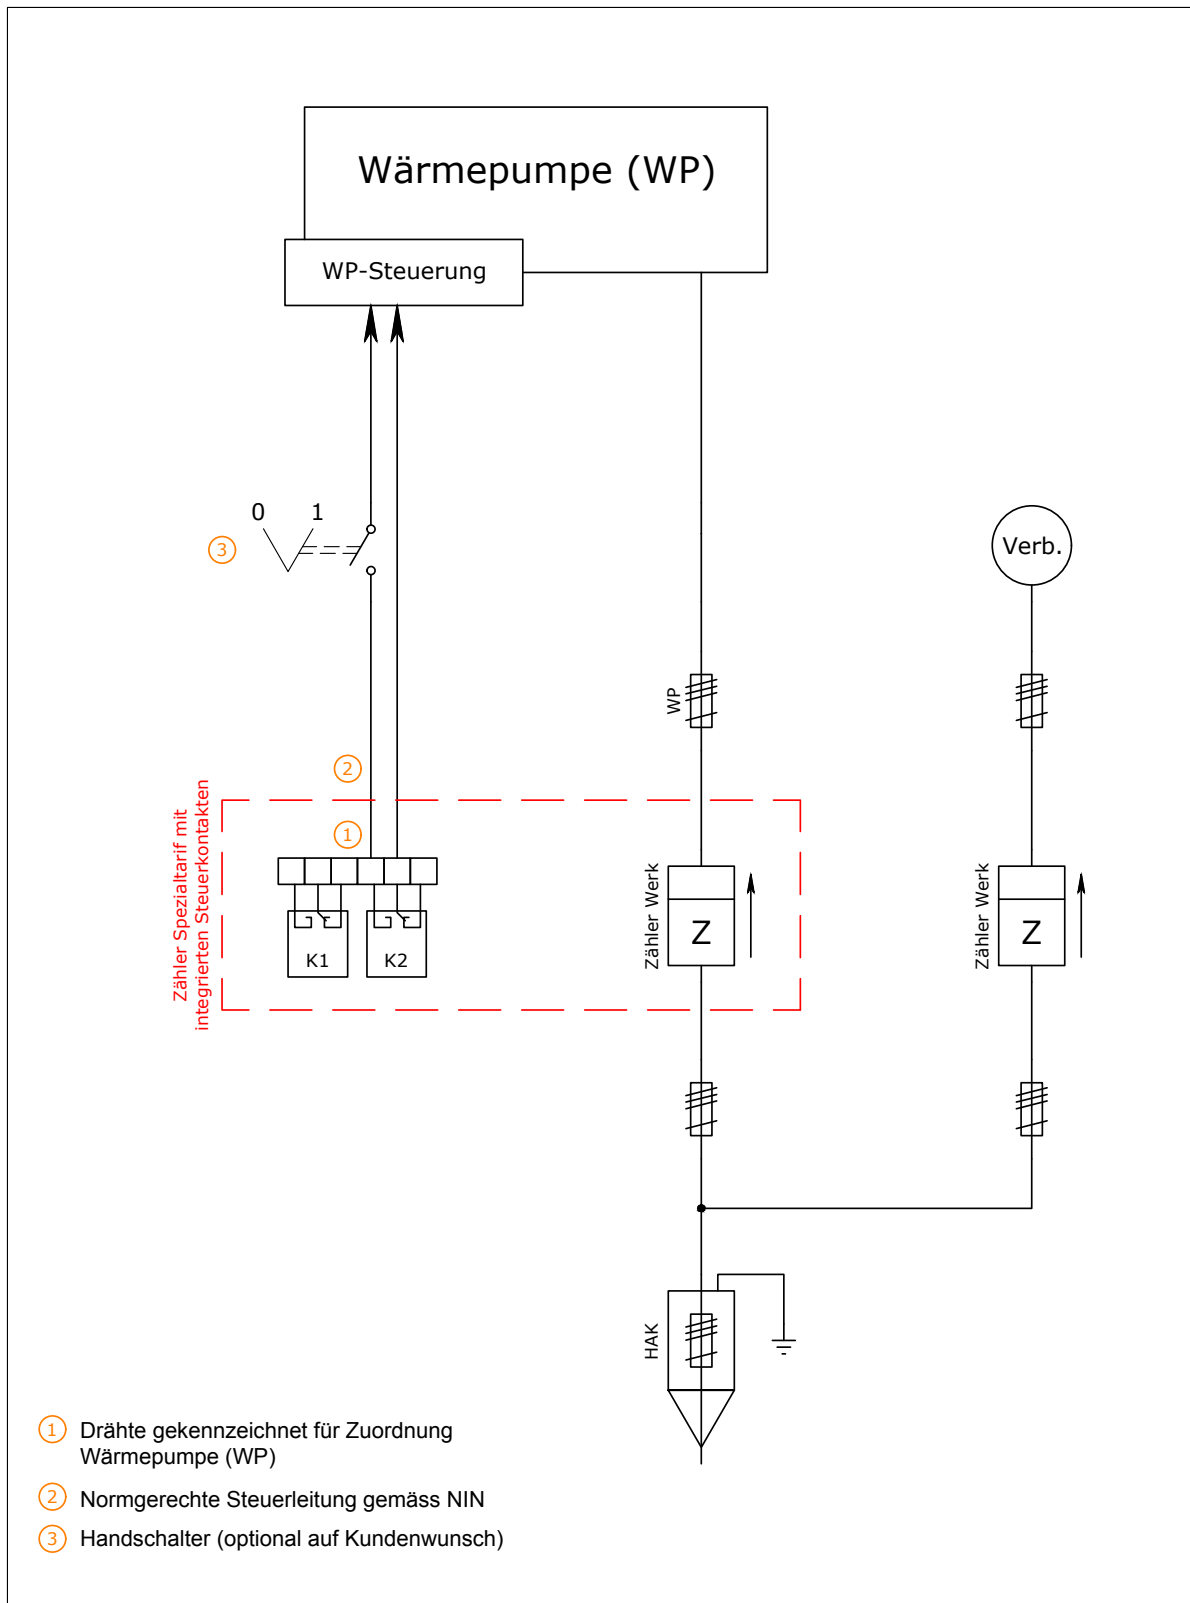 Wärmepumpe (WP)
WP-Steuerung
0 1
3
Verb.
WP
2
1
Zähler Spezialtarif mit
integrierten Steuerkontakten
K1
K2
Zähler Werk
Z
Zähler Werk
Z
HAK
1 Drähte gekennzeichnet für Zuordnung
Wärmepumpe (WP)
2 Normgerechte Steuerleitung gemäss NIN
3 Handschalter (optional auf Kundenwunsch)